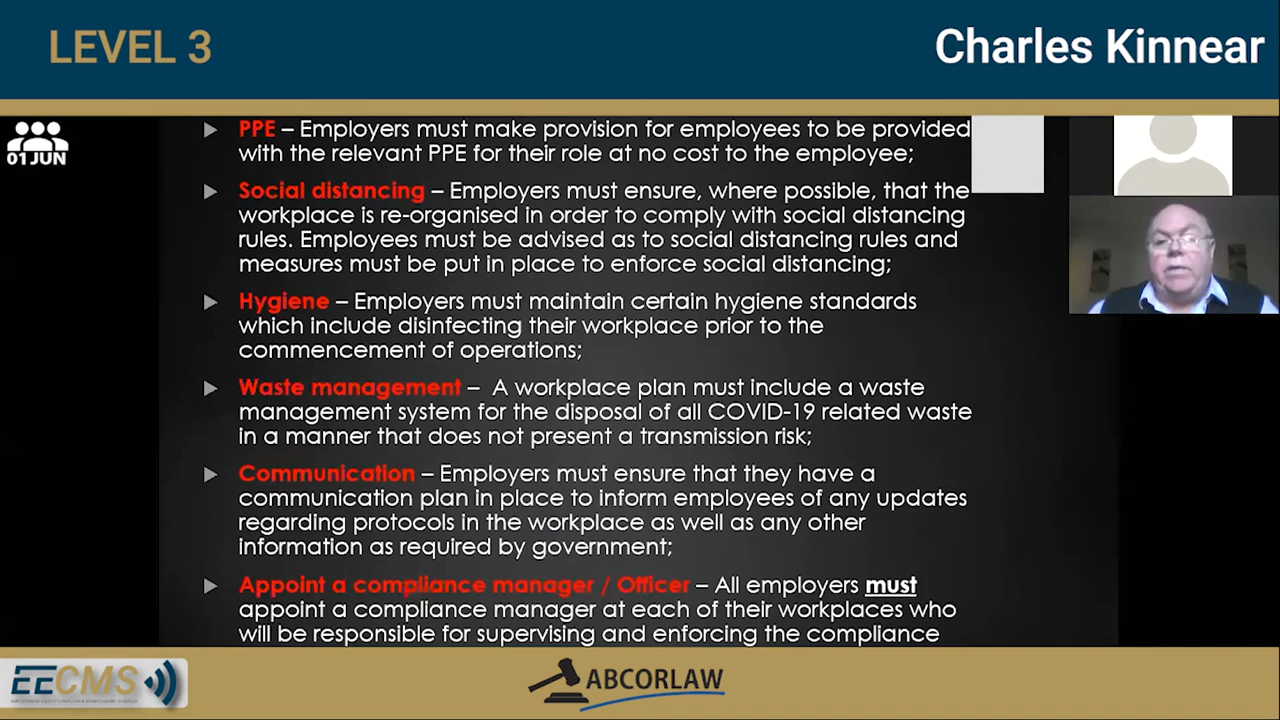 LEVEL 3
Charles Kinnear
01 JUN
PPE – Employers must make provision for employees to be provided
with the relevant PPE for their role at no cost to the employee;
Social distancing – Employers must ensure, where possible, that the
workplace is re-organised in order to comply with social distancing
rules. Employees must be advised as to social distancing rules and
measures must be put in place to enforce social distancing;
Hygiene – Employers must maintain certain hygiene standards
which include disinfecting their workplace prior to the
commencement of operations;
Waste management – A workplace plan must include a waste
management system for the disposal of all COVID-19 related waste
in a manner that does not present a transmission risk;
Communication – Employers must ensure that they have a
communication plan in place to inform employees of any updates
regarding protocols in the workplace as well as any other
information as required by government;
Appoint a compliance manager / Officer – All employers must
appoint a compliance manager at each of their workplaces who
will be responsible for supervising and enforcing the compliance
EECMS
ABCORLAW